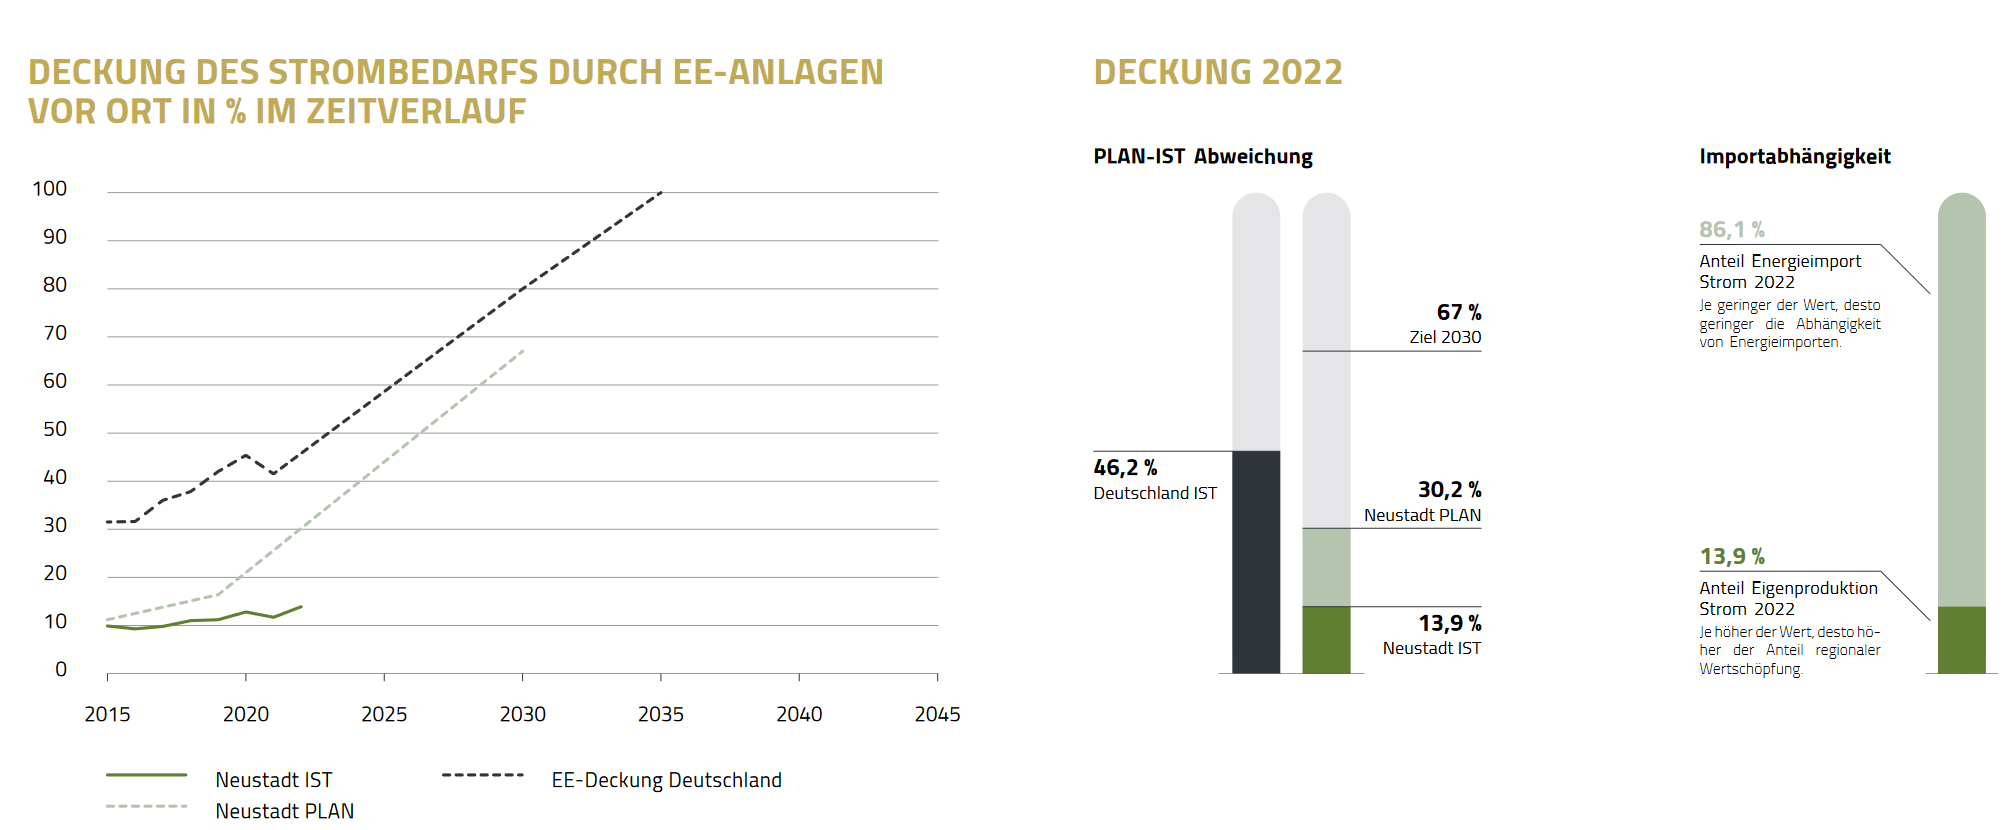 DECKUNG DES STROMBEDARFS DURCH EE-ANLAGEN
VOR ORT IN % IM ZEITVERLAUF
100
90
80
70
60
50
40
30
20
10
0
2015
2020
2025
2030
2035
2040
2045
Neustadt IST
Neustadt PLAN
EE-Deckung Deutschland
DECKUNG 2022
PLAN-IST Abweichung
67 %
Ziel 2030
46,2 %
Deutschland IST
30,2 %
Neustadt PLAN
13,9 %
Neustadt IST
Importabhängigkeit
86,1 %
Anteil Energieimport
Strom 2022
Je geringer der Wert, desto
geringer die Abhängigkeit
von Energieimporten.
13,9 %
Anteil Eigenproduktion
Strom 2022
Je höher der Wert, desto hö-
her der Anteil regionaler
Wertschöpfung.